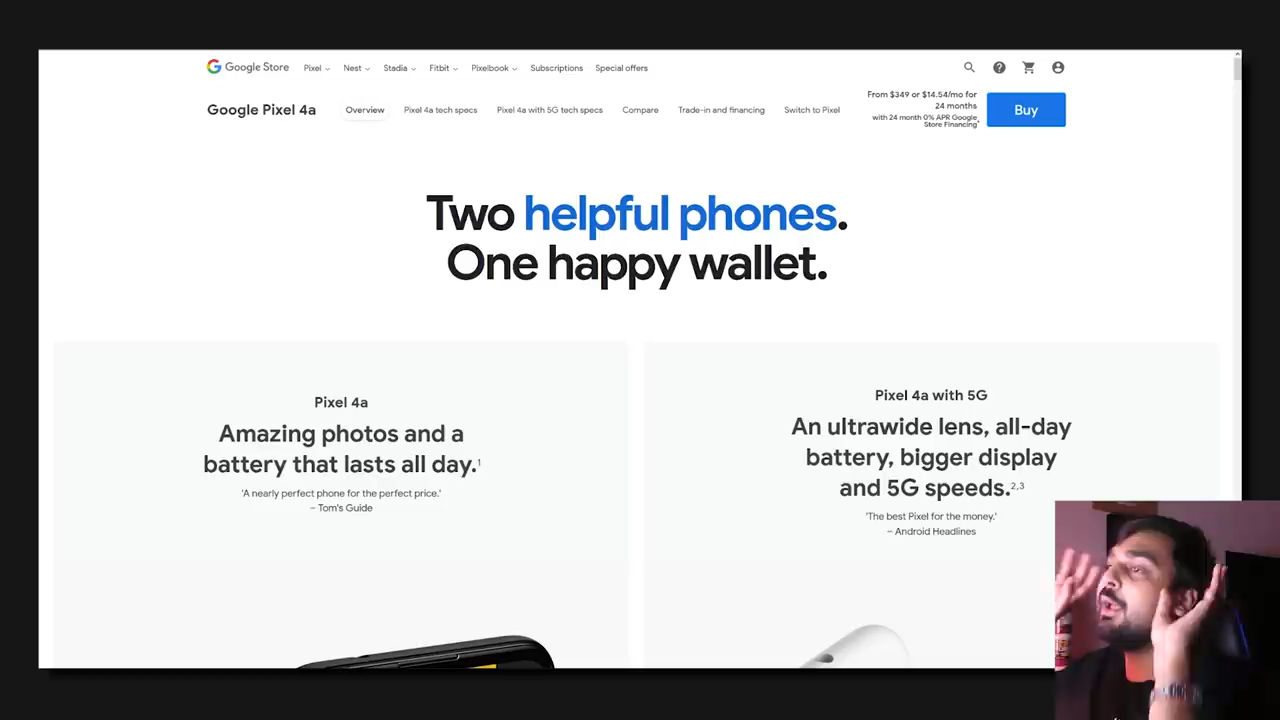 Google Store
Pixel
Nest
Stadia
Fitbit
Pixelbook
Subscriptions
Special offers
Google Pixel 4a
Overview
Pixel 4a tech specs
Pixel 4a with 5G tech specs
Compare
Trade-in and financing
Switch to Pixel
From $349 or $14.54/mo for
24 months
with 24 month 0% APR Google
Store Financing*
Buy
Two helpful phones.
One happy wallet.
Pixel 4a
Amazing photos and a
battery that lasts all day.¹
'A nearly perfect phone for the perfect price.'
– Tom's Guide
Pixel 4a with 5G
An ultrawide lens, all-day
battery, bigger display
and 5G speeds.²,³
'The best Pixel for the money.'
– Android Headlines